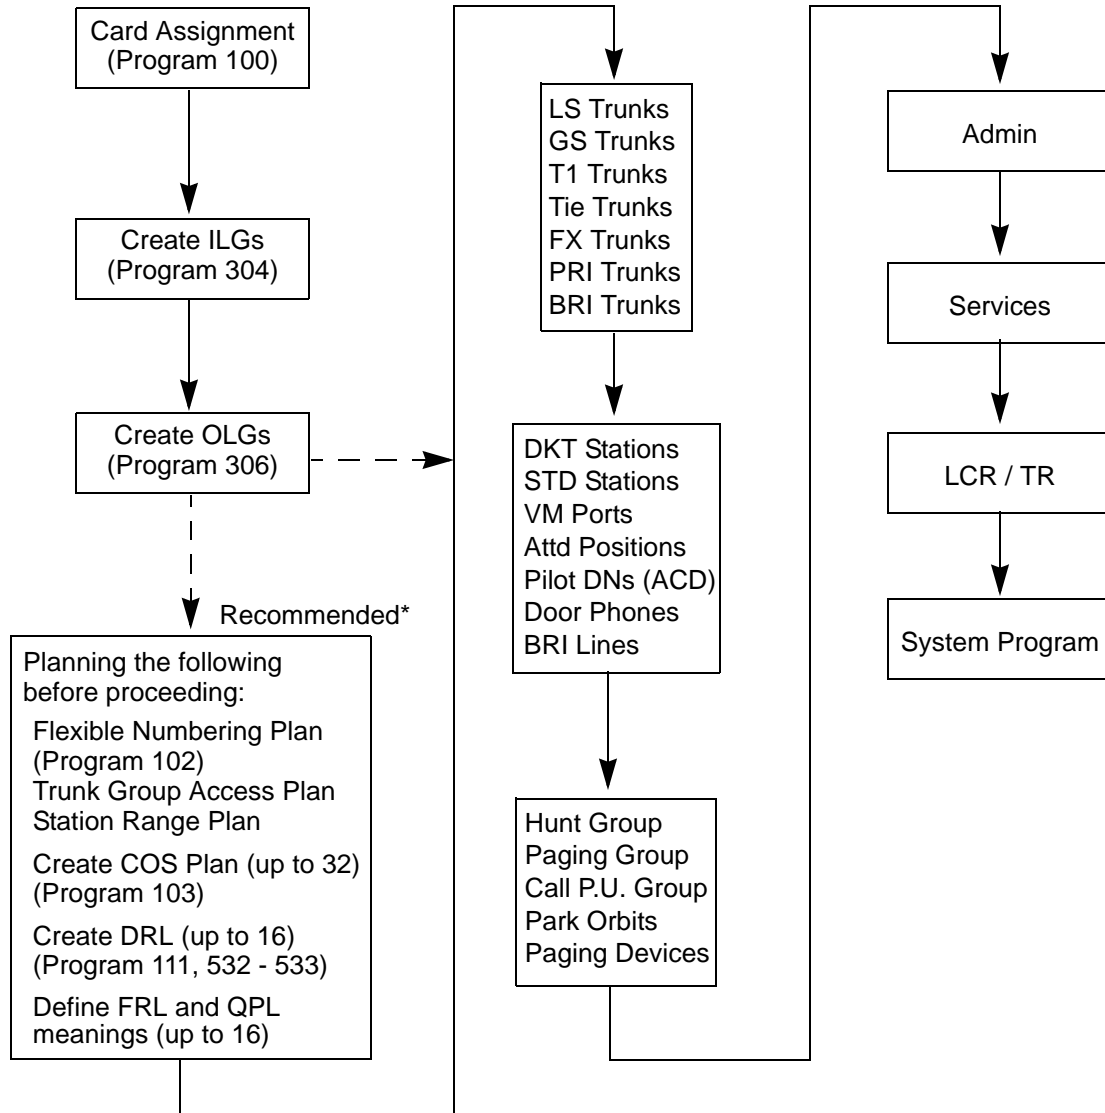 Card Assignment
(Program 100)
Create ILGs
(Program 304)
Create OLGs
(Program 306)
Recommended*
Planning the following
before proceeding:
Flexible Numbering Plan
(Program 102)
Trunk Group Access Plan
Station Range Plan
Create COS Plan (up to 32)
(Program 103)
Create DRL (up to 16)
(Program 111, 532 - 533)
Define FRL and QPL
meanings (up to 16)
LS Trunks
GS Trunks
T1 Trunks
Tie Trunks
FX Trunks
PRI Trunks
BRI Trunks
DKT Stations
STD Stations
VM Ports
Attd Positions
Pilot DNs (ACD)
Door Phones
BRI Lines
Hunt Group
Paging Group
Call P.U. Group
Park Orbits
Paging Devices
Admin
Services
LCR / TR
System Program